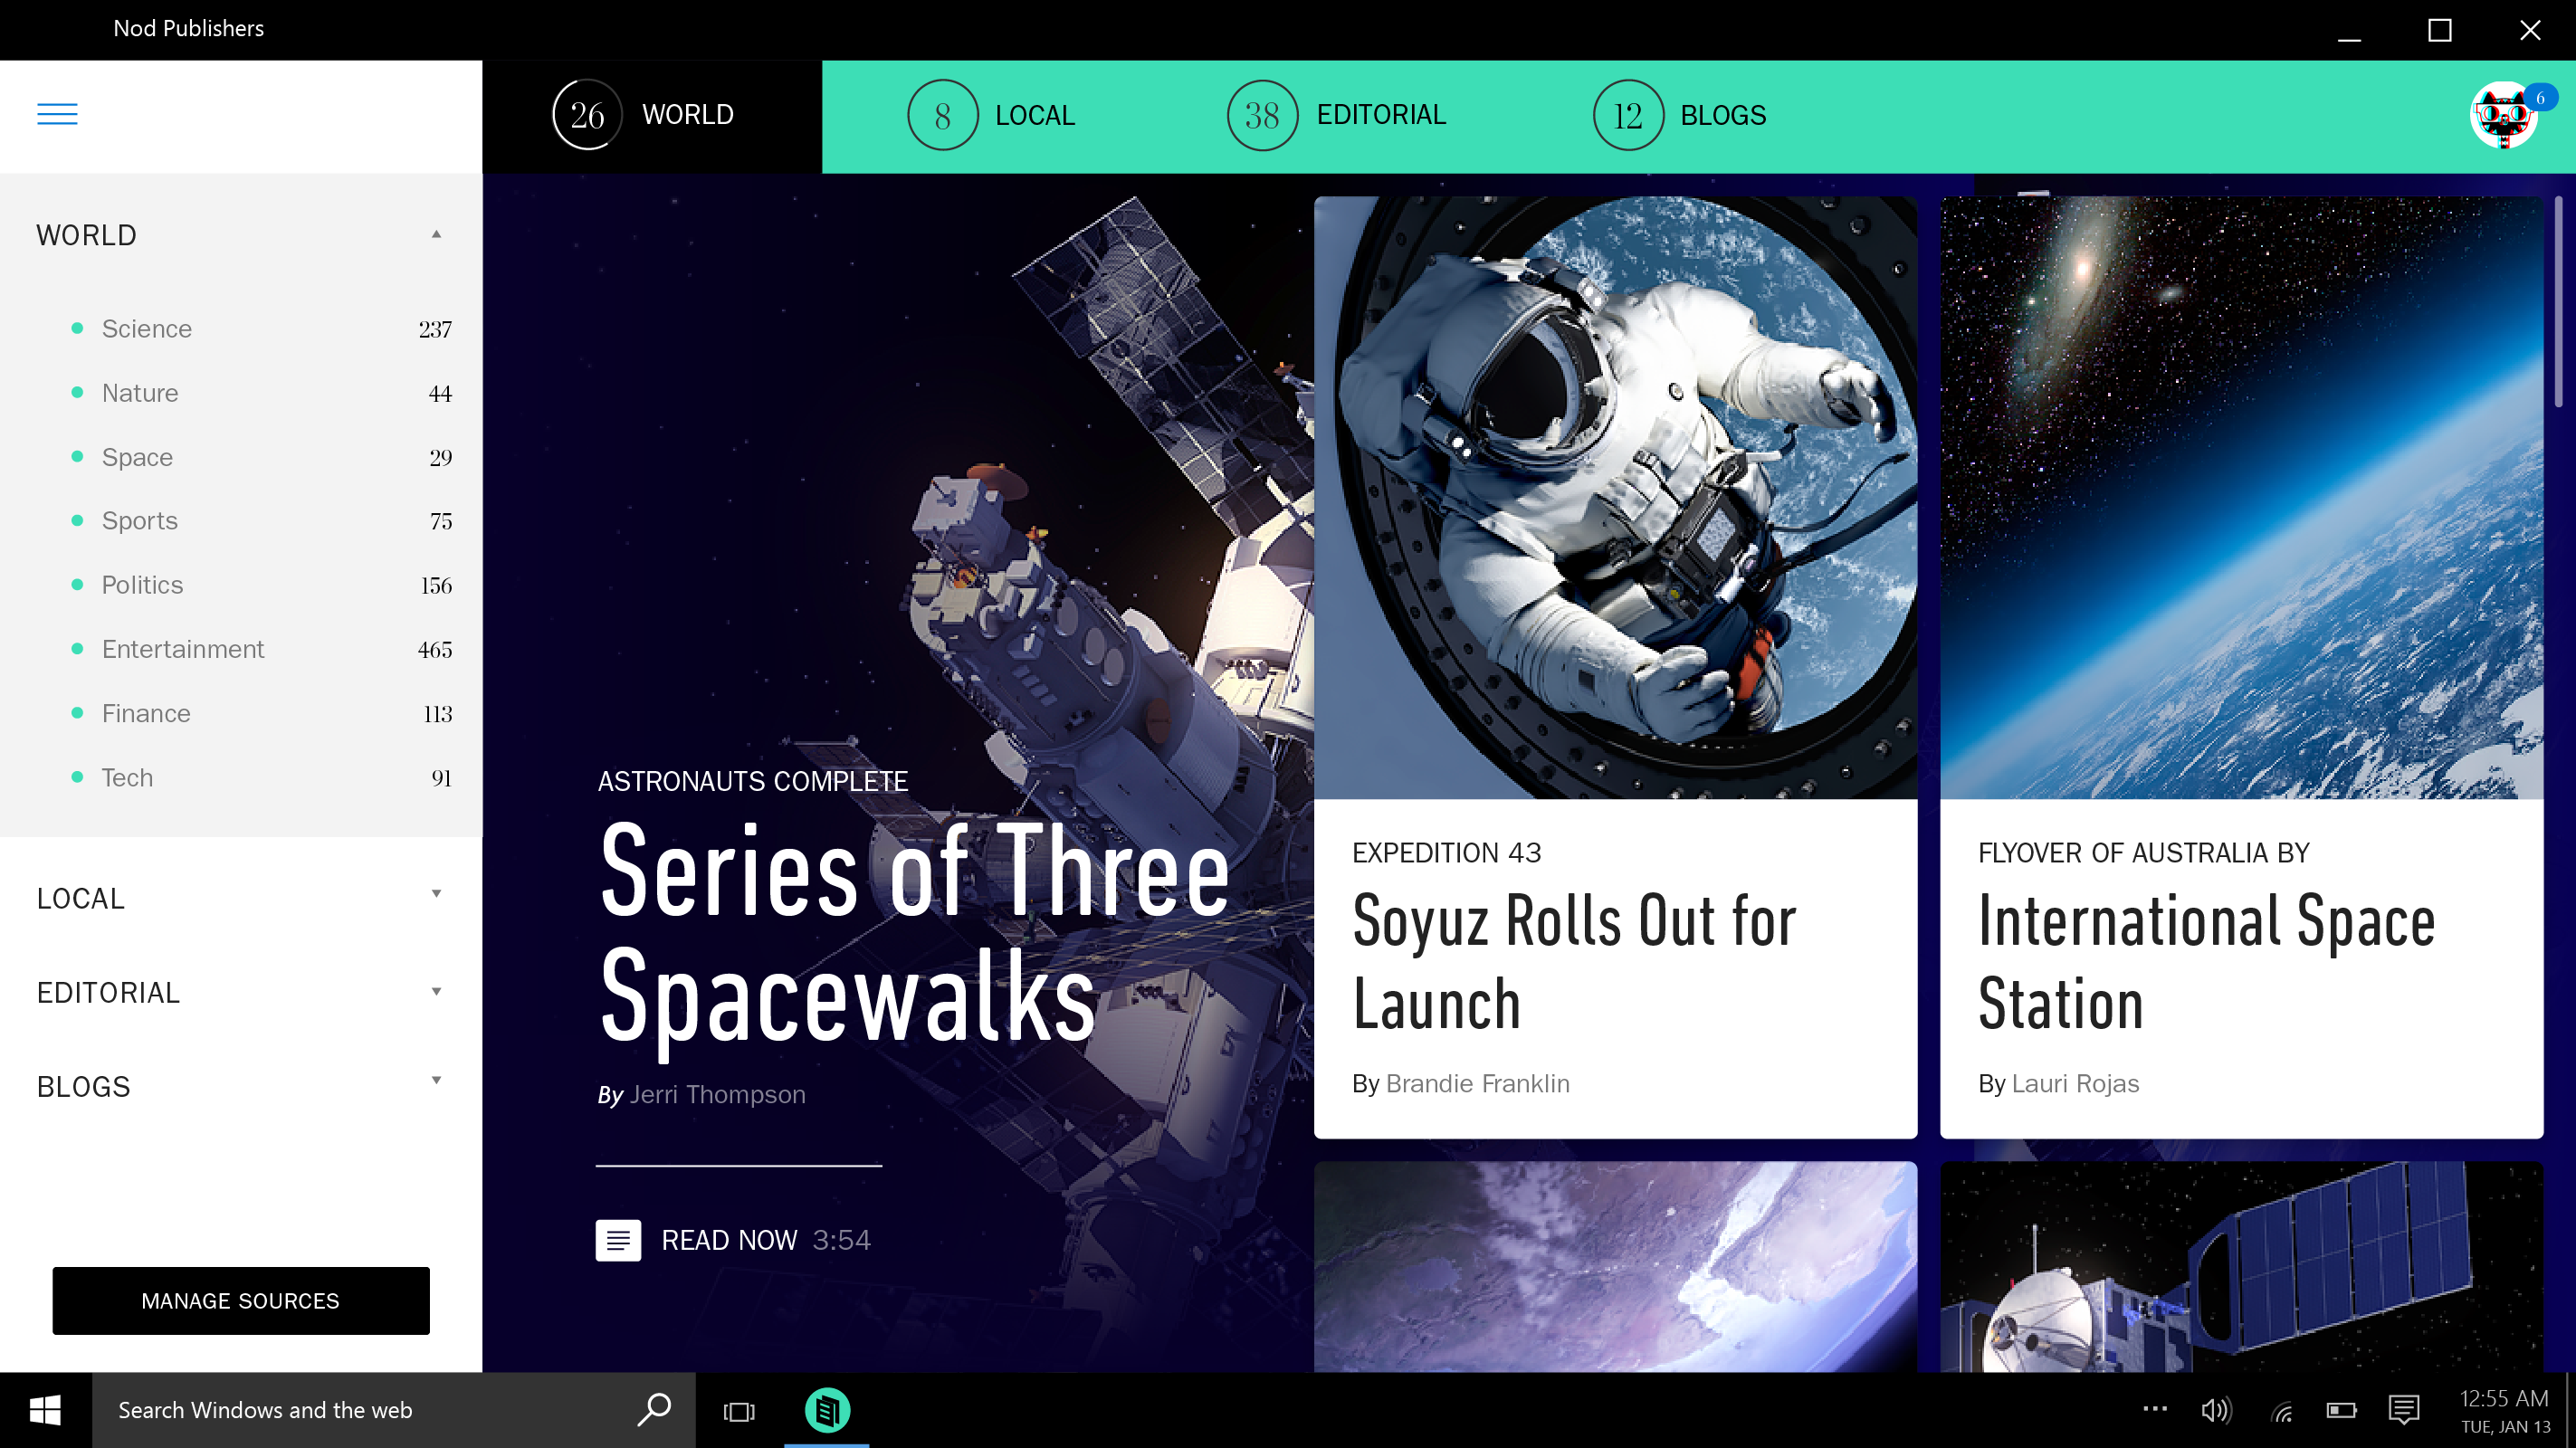 Nod Publishers
26 WORLD
8 LOCAL
38 EDITORIAL
12 BLOGS
6
WORLD
Science 237
Nature 44
Space 29
Sports 75
Politics 156
Entertainment 465
Finance 113
Tech 91
LOCAL
EDITORIAL
BLOGS
MANAGE SOURCES
ASTRONAUTS COMPLETE
Series of Three
Spacewalks
By Jerri Thompson
READ NOW 3:54
EXPEDITION 43
Soyuz Rolls Out for
Launch
By Brandie Franklin
FLYOVER OF AUSTRALIA BY
International Space
Station
By Lauri Rojas
Search Windows and the web
12:55 AM
TUE, JAN 13